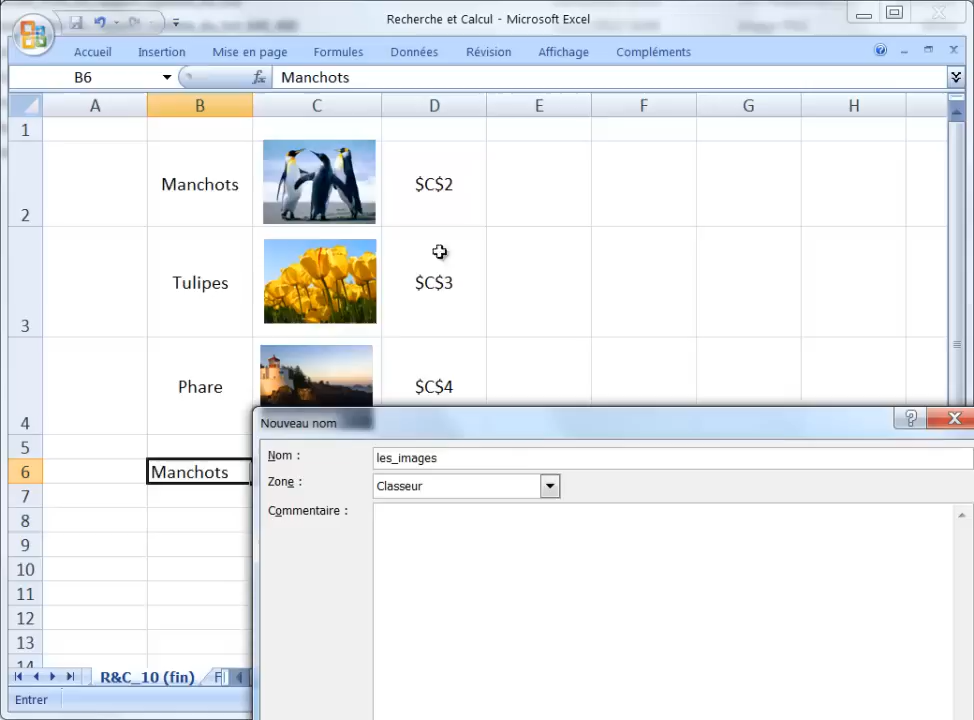 Recherche et Calcul - Microsoft Excel
Accueil Insertion Mise en page Formules Données Révision Affichage Compléments
B6 fx Manchots
A B C D E F G H
1
2 Manchots $C$2
3 Tulipes $C$3
4 Phare $C$4
5
6 Manchots
7
8
9
10
11
12
13
14
Nouveau nom
Nom : les_images
Zone : Classeur
Commentaire :
R&C_10 (fin) F
Entrer